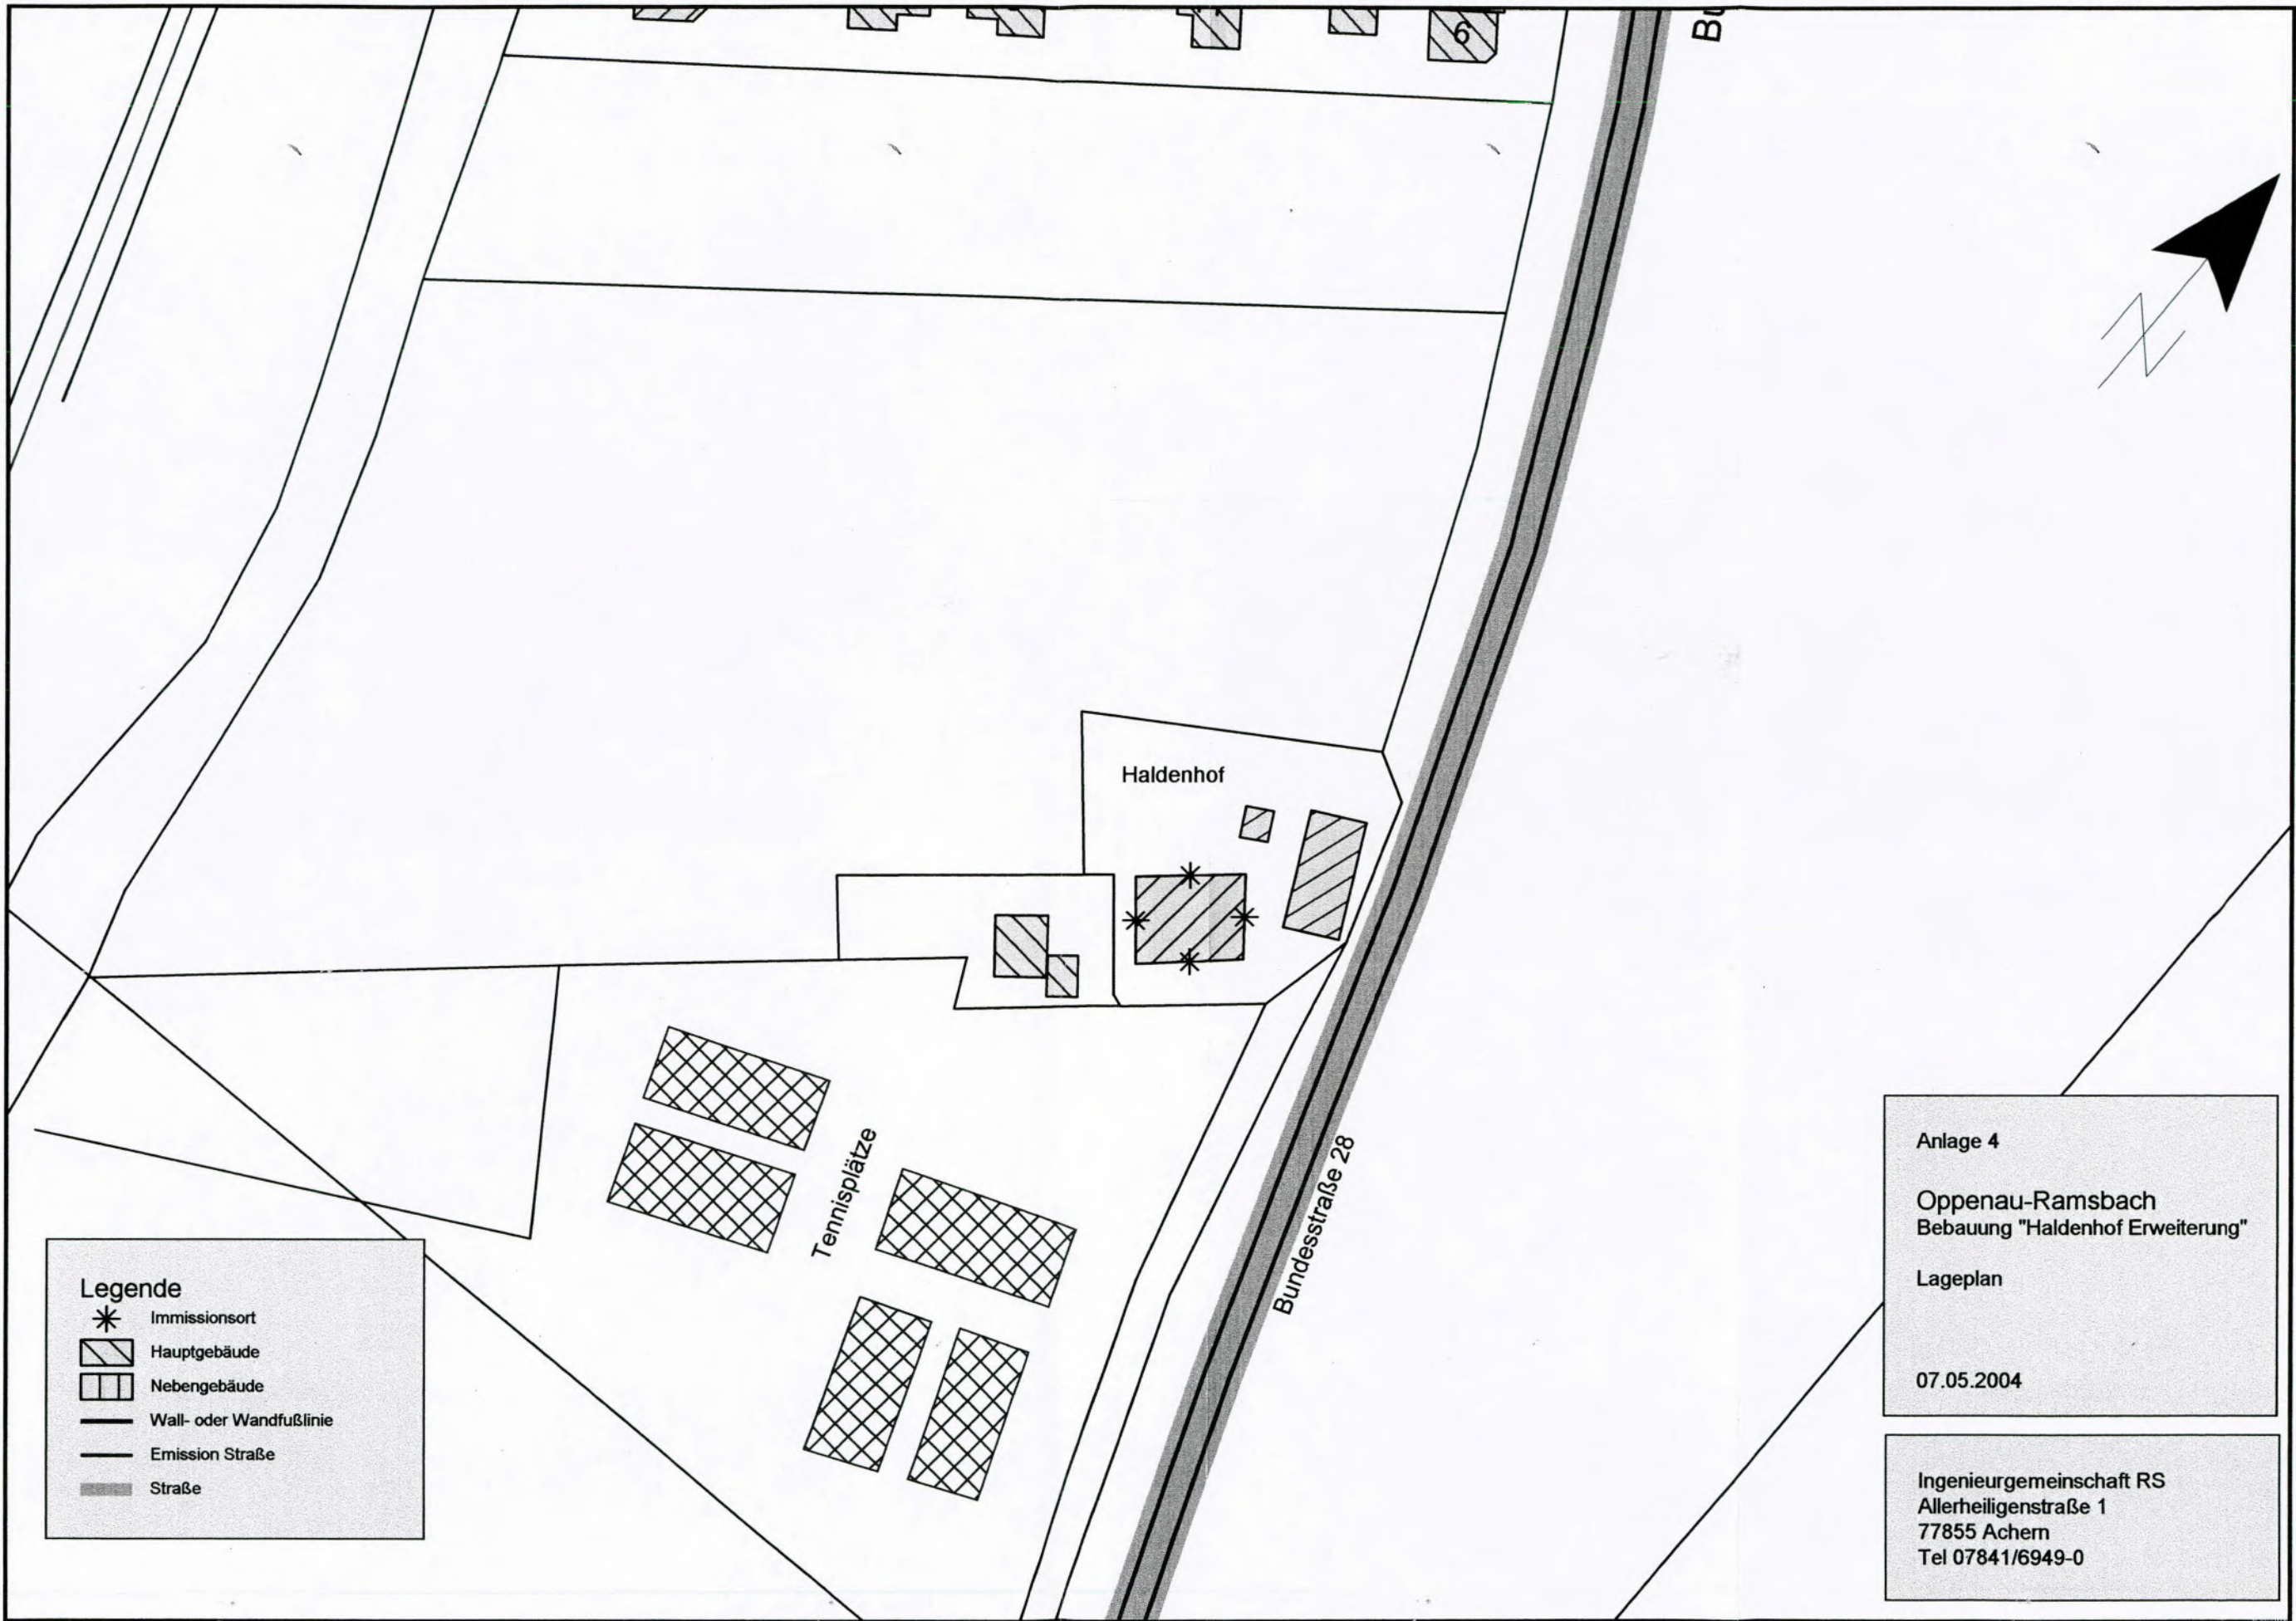 6
Haldenhof
Tennisplätze
Bundesstraße 28
Legende
Immissionsort
Hauptgebäude
Nebengebäude
Wall- oder Wandfußlinie
Emission Straße
Straße
Anlage 4
Oppenau-Ramsbach
Bebauung "Haldenhof Erweiterung"
Lageplan
07.05.2004
Ingenieurgemeinschaft RS
Allerheiligenstraße 1
77855 Achern
Tel 07841/6949-0